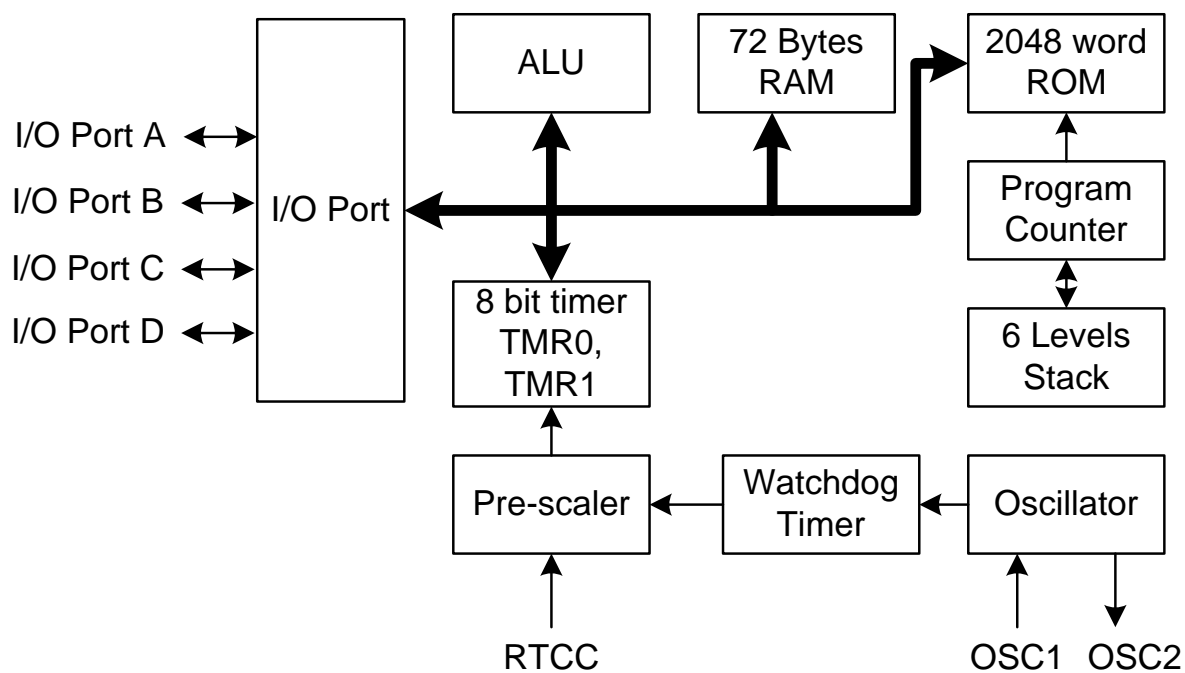 ALU
72 Bytes
RAM
2048 word
ROM
I/O Port A
I/O Port B
I/O Port C
I/O Port D
I/O Port
Program
Counter
8 bit timer
TMR0,
TMR1
6 Levels
Stack
Pre-scaler
Watchdog
Timer
Oscillator
RTCC
OSC1
OSC2